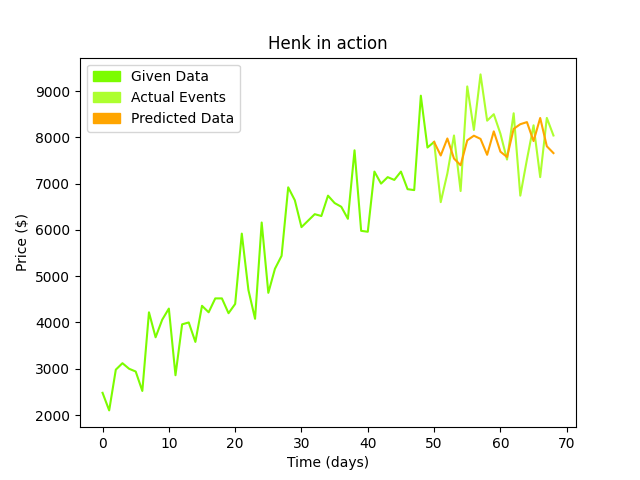 Henk in action
Given Data
Actual Events
Predicted Data
Price ($)
9000
8000
7000
6000
5000
4000
3000
2000
0 10 20 30 40 50 60 70
Time (days)